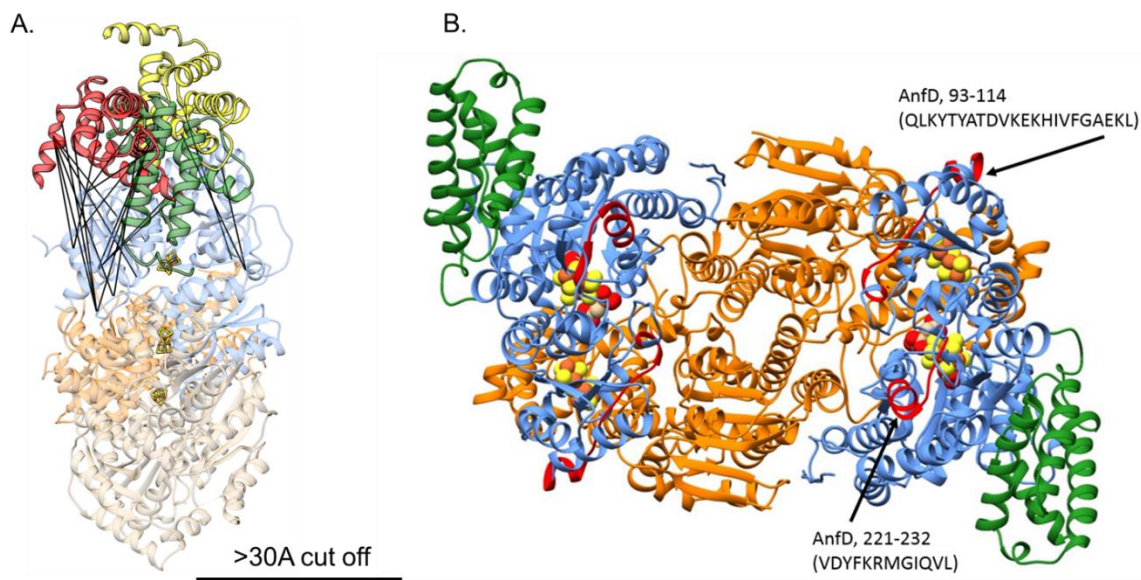 A.
B.
AnfD, 93-114
(QLKYTYATDVKEKHIVFGAEKL)
AnfD, 221-232
(VDYFKRMGIQVL)
>30A cut off